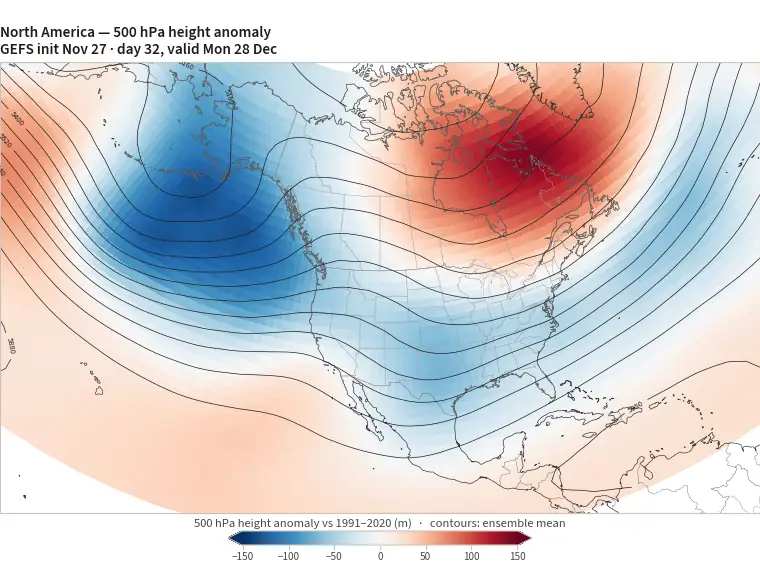 North America — 500 hPa height anomaly
GEFS init Nov 27 · day 32, valid Mon 28 Dec
5880
500 hPa height anomaly vs 1991–2020 (m) · contours: ensemble mean
−150 −100 −50 0 50 100 150